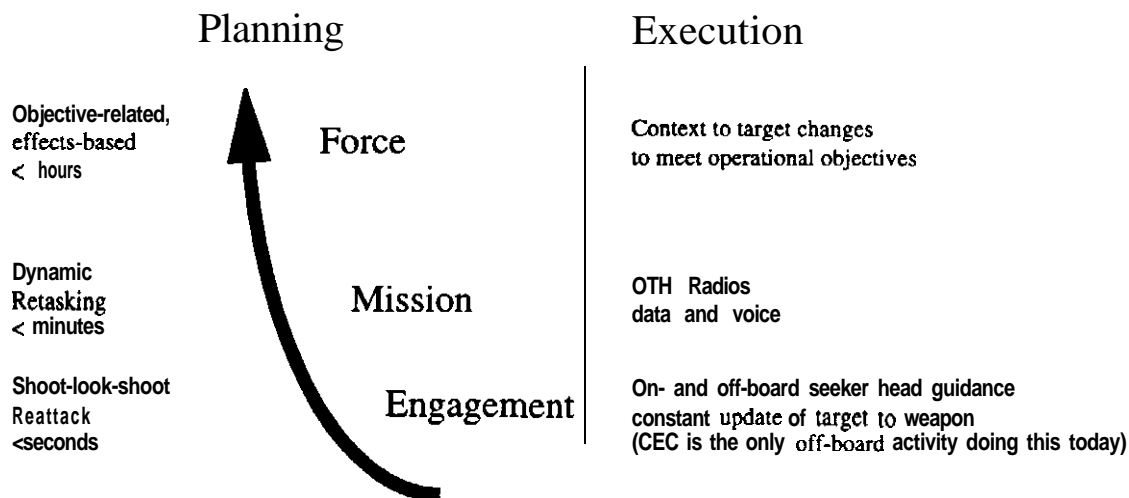 Planning
Execution
Objective-related,
effects-based
< hours
Force
Context to target changes
to meet operational objectives
Dynamic
Retasking
< minutes
Mission
OTH Radios
data and voice
Shoot-look-shoot
Reattack
<seconds
Engagement
On- and off-board seeker head guidance
constant update of target to weapon
(CEC is the only off-board activity doing this today)